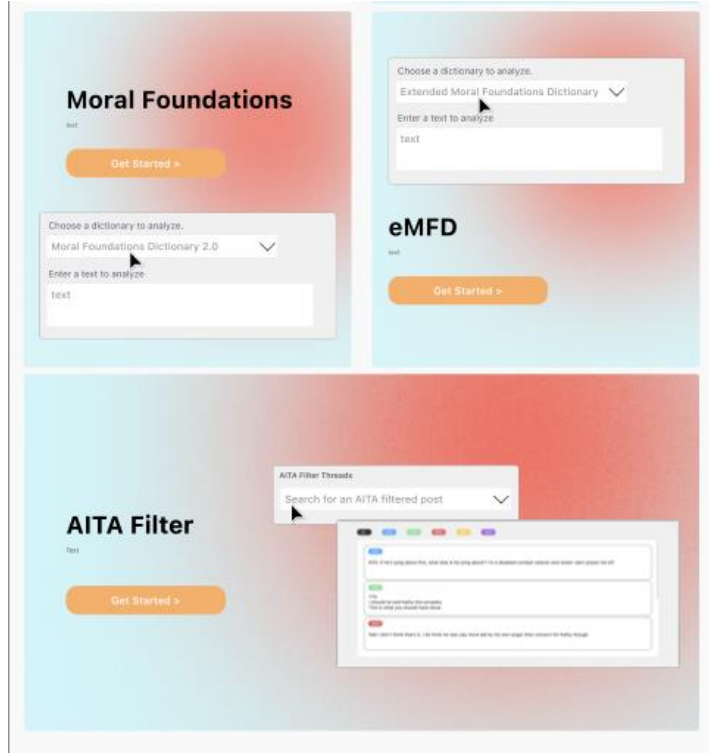 Moral Foundations
text
Get Started >
Choose a dictionary to analyze.
Moral Foundations Dictionary 2.0
Enter a text to analyze
text
Choose a dictionary to analyze.
Extended Moral Foundations Dictionary
Enter a text to analyze
text
eMFD
text
Get Started >
AITA Filter
Text
Get Started >
AITA Filter Threads
Search for an AITA filtered post